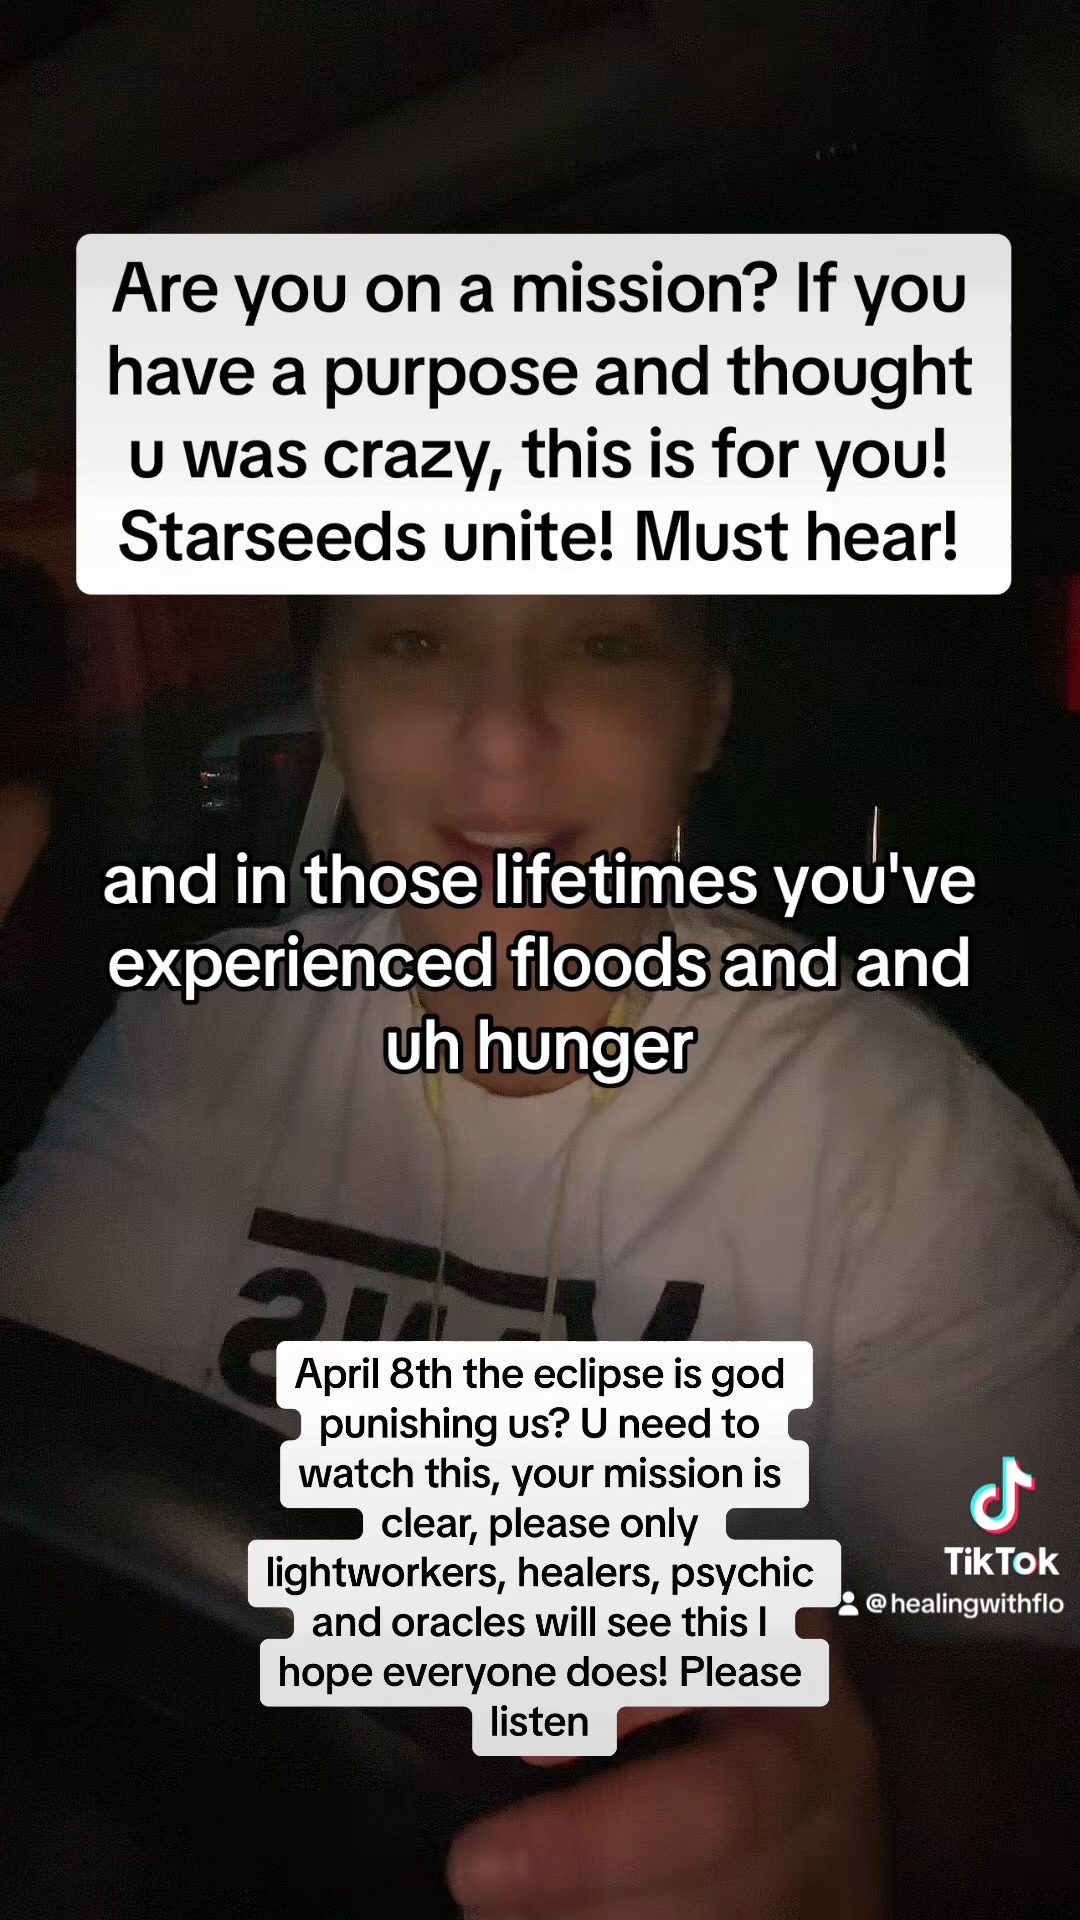 Are you on a mission? If you
have a purpose and thought
u was crazy, this is for you!
Starseeds unite! Must hear!
and in those lifetimes you've
experienced floods and and
uh hunger
VANS
April 8th the eclipse is god
punishing us? U need to
watch this, your mission is
clear, please only
lightworkers, healers, psychic
and oracles will see this I
hope everyone does! Please
listen
TikTok
@healingwithflo